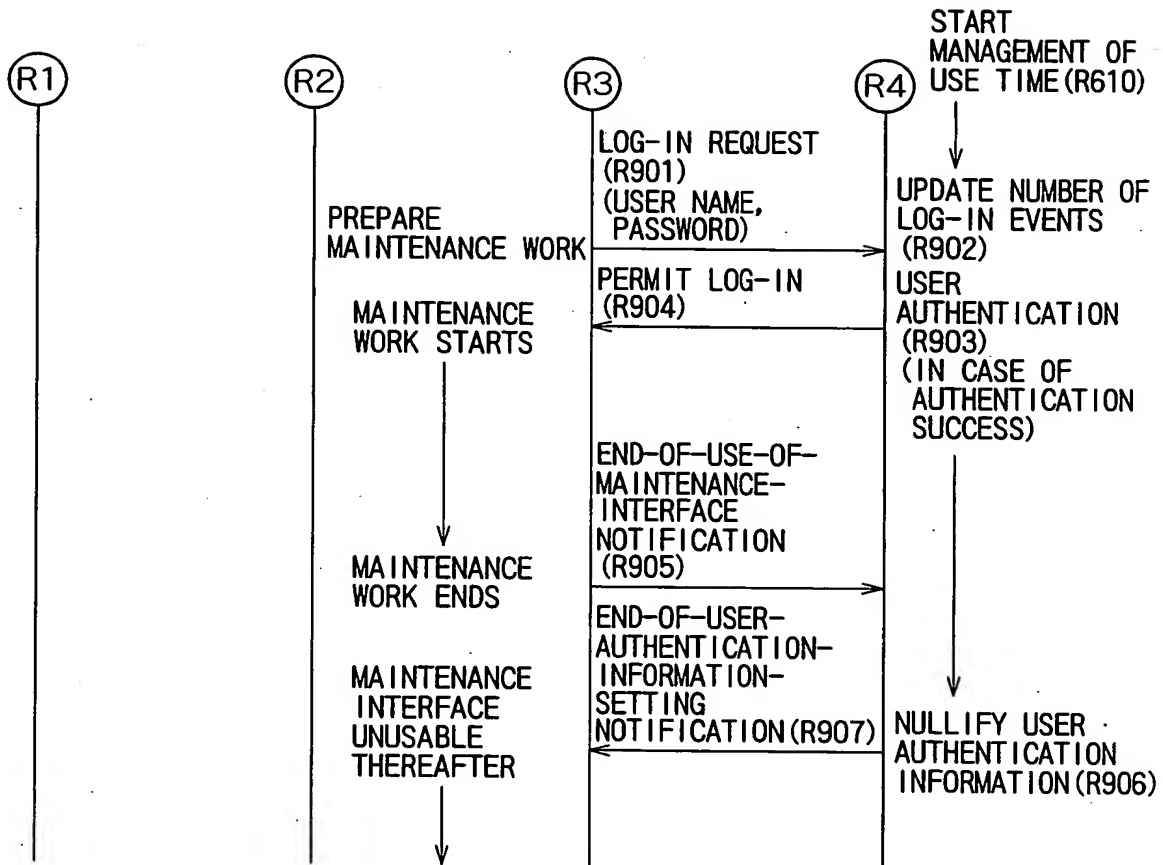 START
MANAGEMENT OF
USE TIME(R610)
R1
R2
R3
R4
LOG-IN REQUEST
(R901)
(USER NAME,
PASSWORD)
PREPARE
MAINTENANCE WORK
UPDATE NUMBER OF
LOG-IN EVENTS
(R902)
PERMIT LOG-IN
(R904)
USER
AUTHENTICATION
(R903)
(IN CASE OF
AUTHENTICATION
SUCCESS)
MAINTENANCE
WORK STARTS
END-OF-USE-OF-
MAINTENANCE-
INTERFACE
NOTIFICATION
(R905)
MAINTENANCE
WORK ENDS
END-OF-USER-
AUTHENTICATION-
INFORMATION-
SETTING
NOTIFICATION(R907)
MAINTENANCE
INTERFACE
UNUSABLE
THEREAFTER
NULLIFY USER
AUTHENTICATION
INFORMATION(R906)